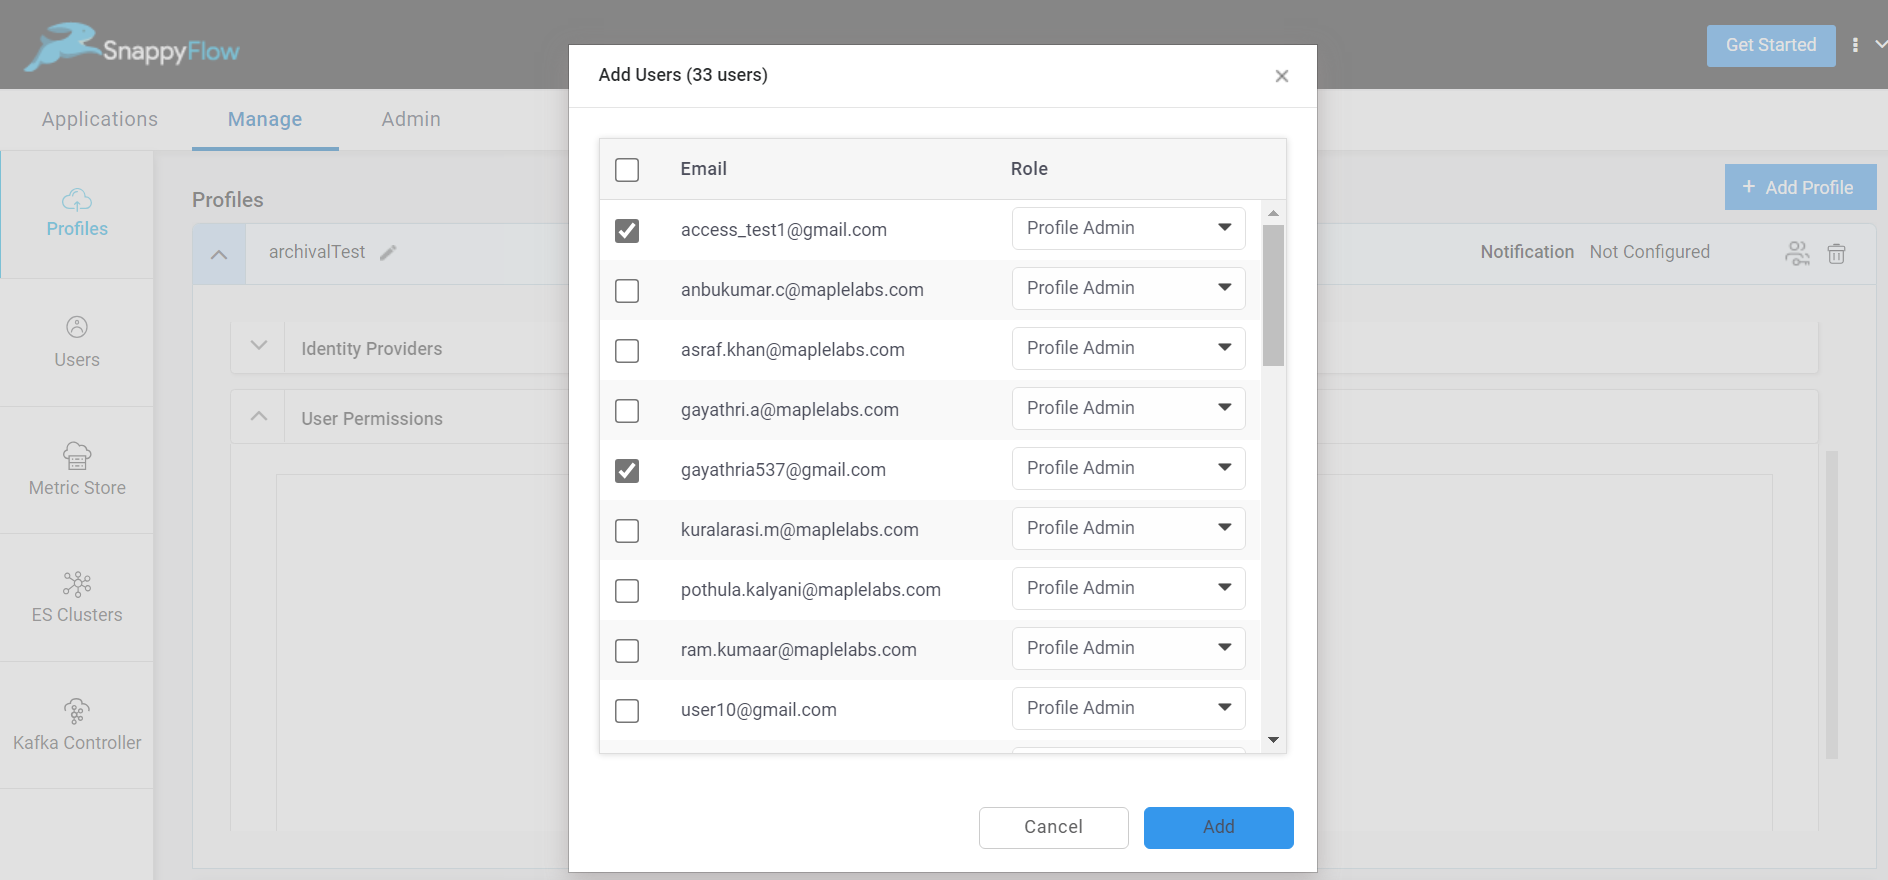 SnappyFlow
Get Started
Applications
Manage
Admin
Profiles
Users
Metric Store
ES Clusters
Kafka Controller
Profiles
+ Add Profile
archivalTest
Notification Not Configured
Identity Providers
User Permissions
Add Users (33 users)
Email Role
access_test1@gmail.com Profile Admin
anbukumar.c@maplelabs.com Profile Admin
asraf.khan@maplelabs.com Profile Admin
gayathri.a@maplelabs.com Profile Admin
gayathria537@gmail.com Profile Admin
kuralarasi.m@maplelabs.com Profile Admin
pothula.kalyani@maplelabs.com Profile Admin
ram.kumaar@maplelabs.com Profile Admin
user10@gmail.com Profile Admin
Cancel Add